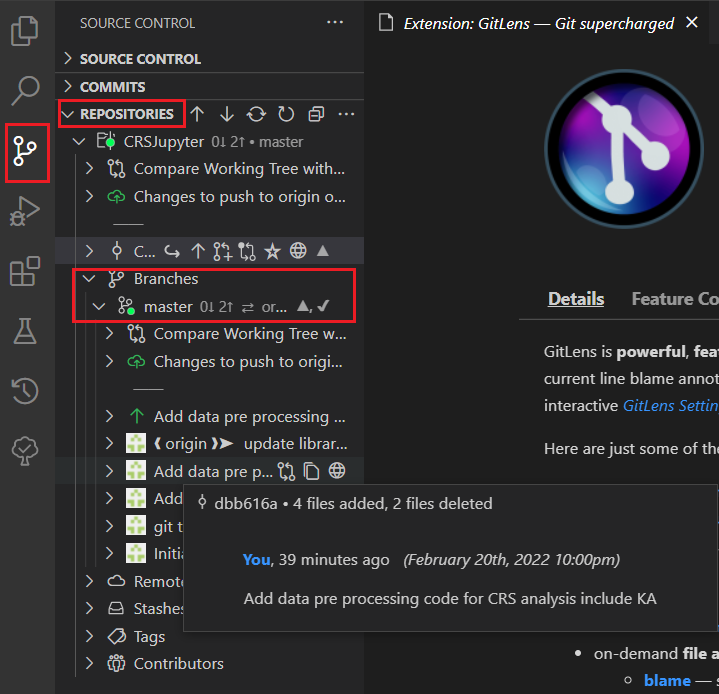 SOURCE CONTROL ···
Extension: GitLens — Git supercharged
SOURCE CONTROL
COMMITS
REPOSITORIES ···
CRSJupyter 0↓ 2↑ • master
Compare Working Tree with...
Changes to push to origin o...
C...
Branches
master 0↓ 2↑ ⇄ or... ▲, ✓
Compare Working Tree w...
Changes to push to origi...
Add data pre processing ...
❰ origin ❱➤ update librar...
Add data pre p...
Add
git t
Initia
Remot
Stashes
Tags
Contributors
Details Feature Co
GitLens is powerful, fea
current line blame annot
interactive GitLens Settin
Here are just some of the
dbb616a • 4 files added, 2 files deleted
You, 39 minutes ago (February 20th, 2022 10:00pm)
Add data pre processing code for CRS analysis include KA
• on-demand file a
○ blame — s